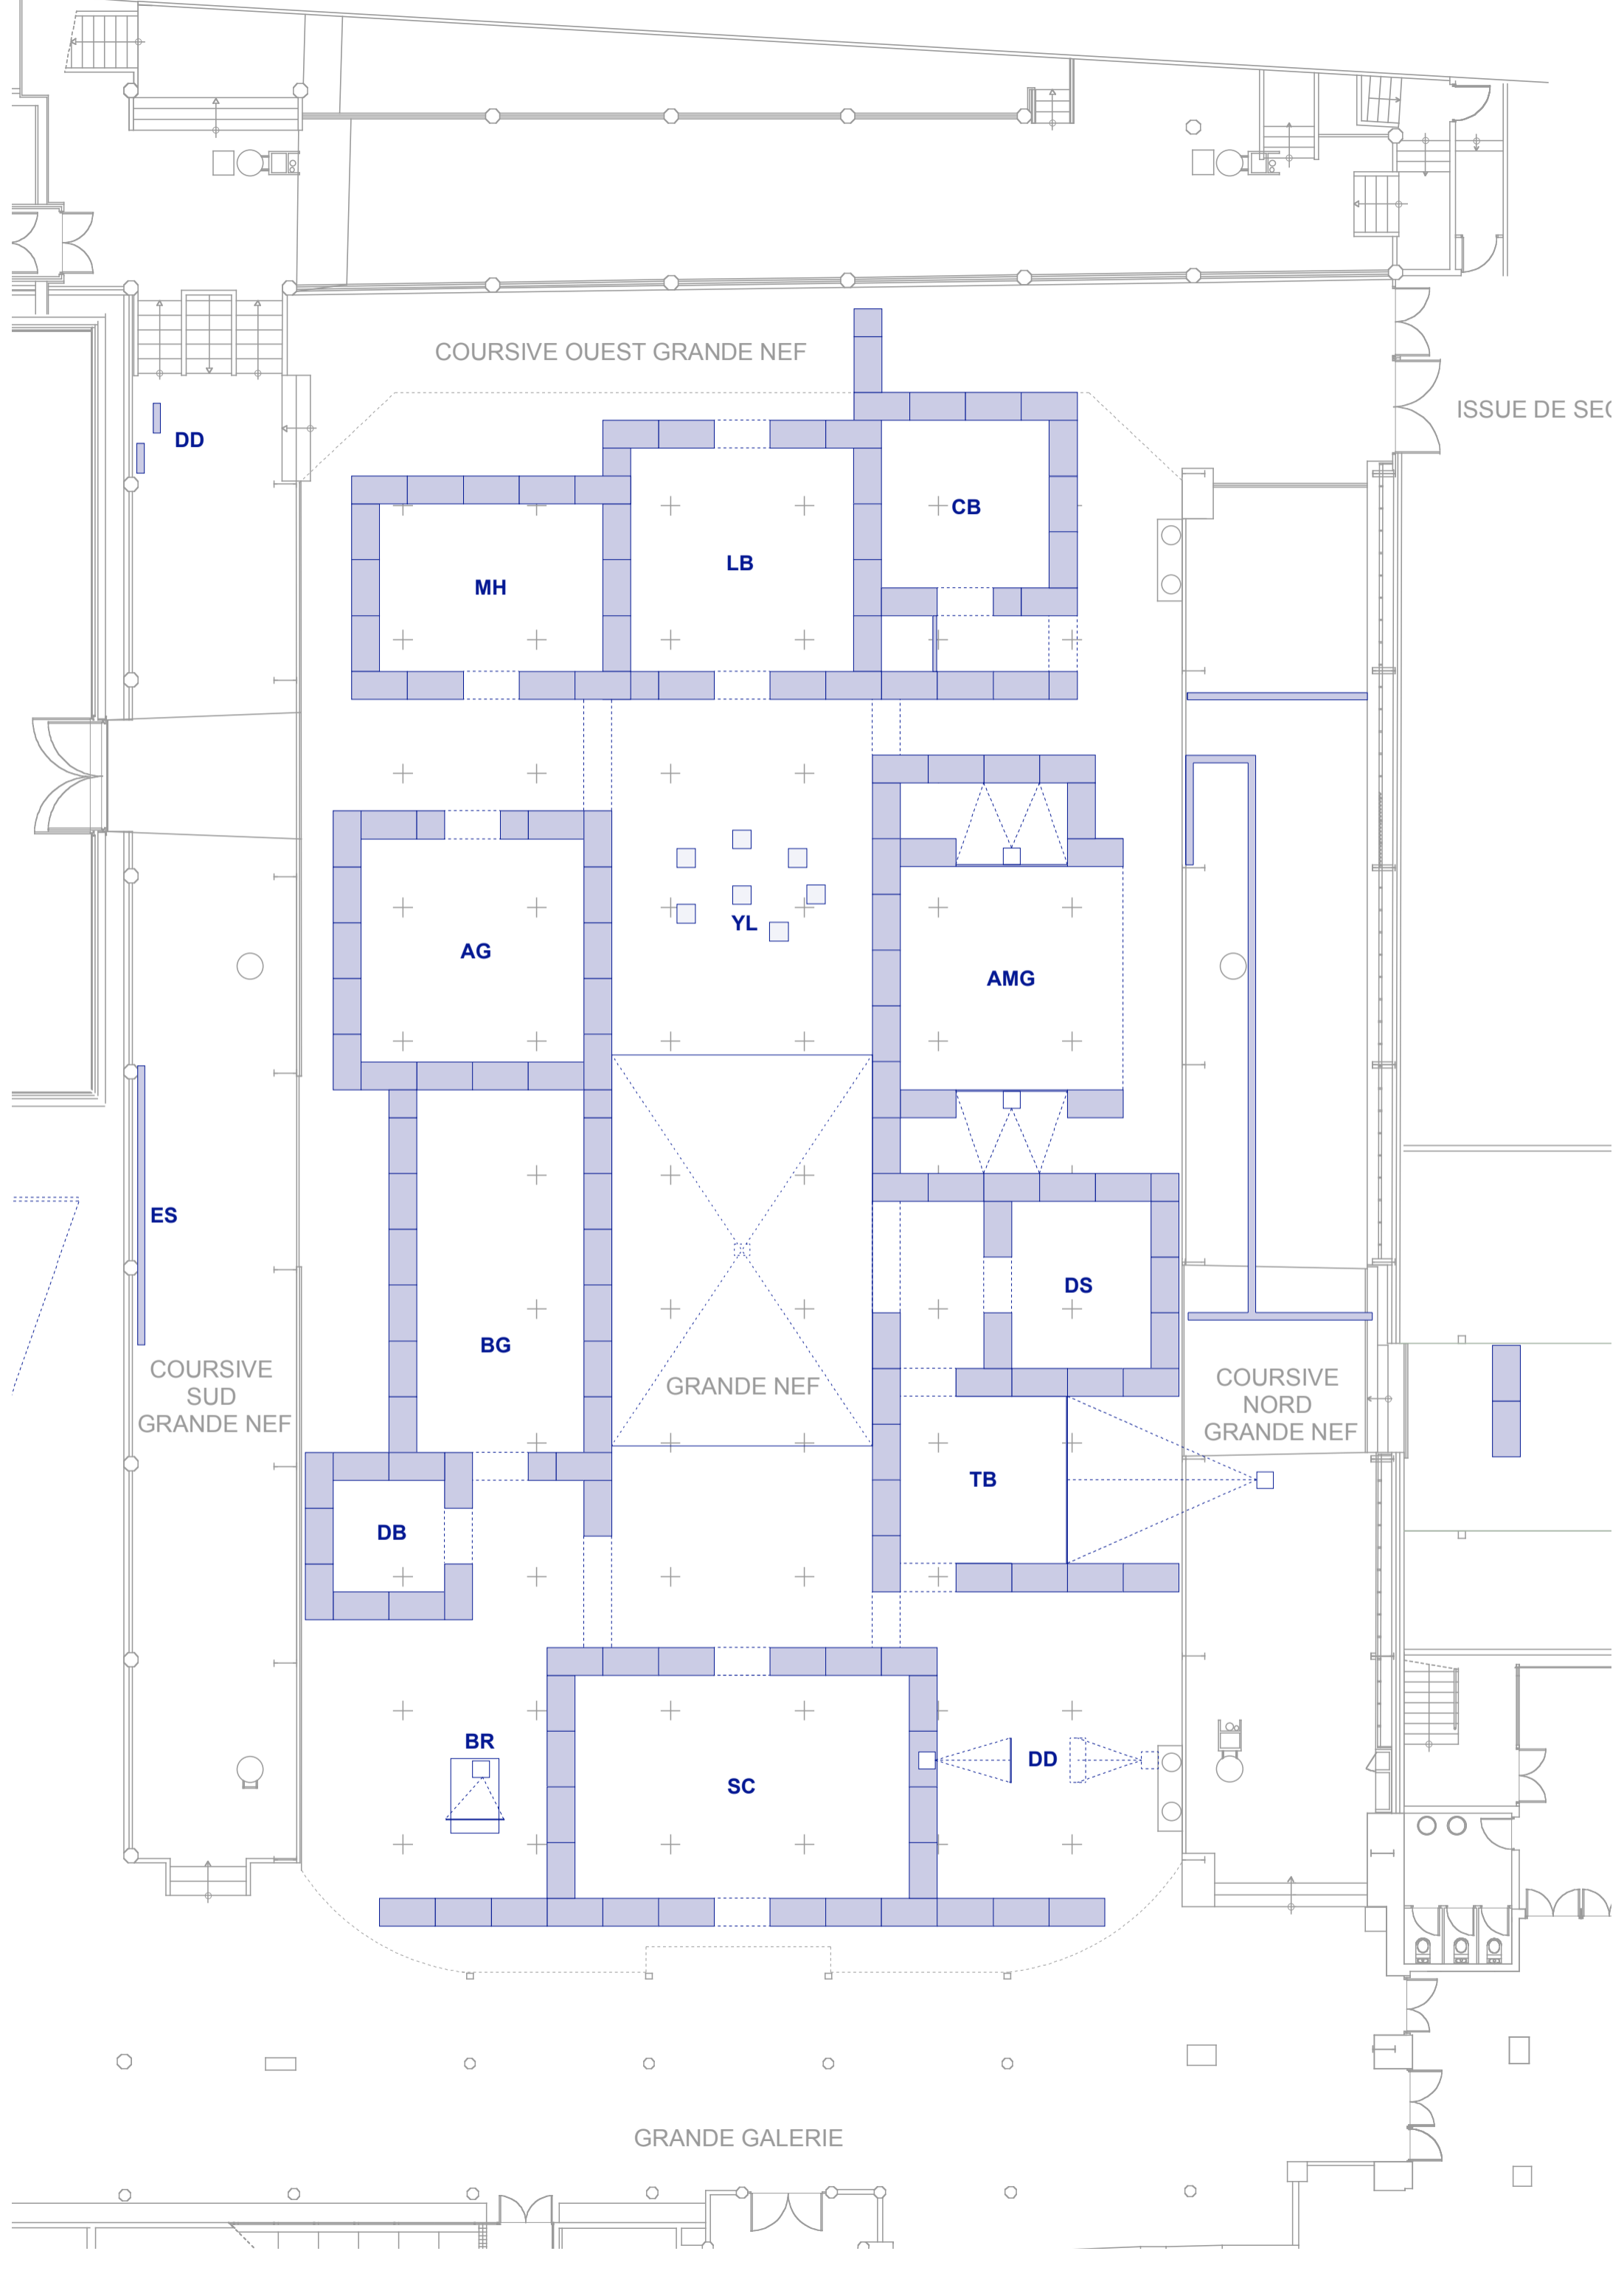 COURSIVE OUEST GRANDE NEF
ISSUE DE SEC
DD
CB
LB
MH
YL
AG
AMG
ES
DS
BG
COURSIVE
SUD
GRANDE NEF
GRANDE NEF
COURSIVE
NORD
GRANDE NEF
TB
DB
BR
DD
SC
GRANDE GALERIE